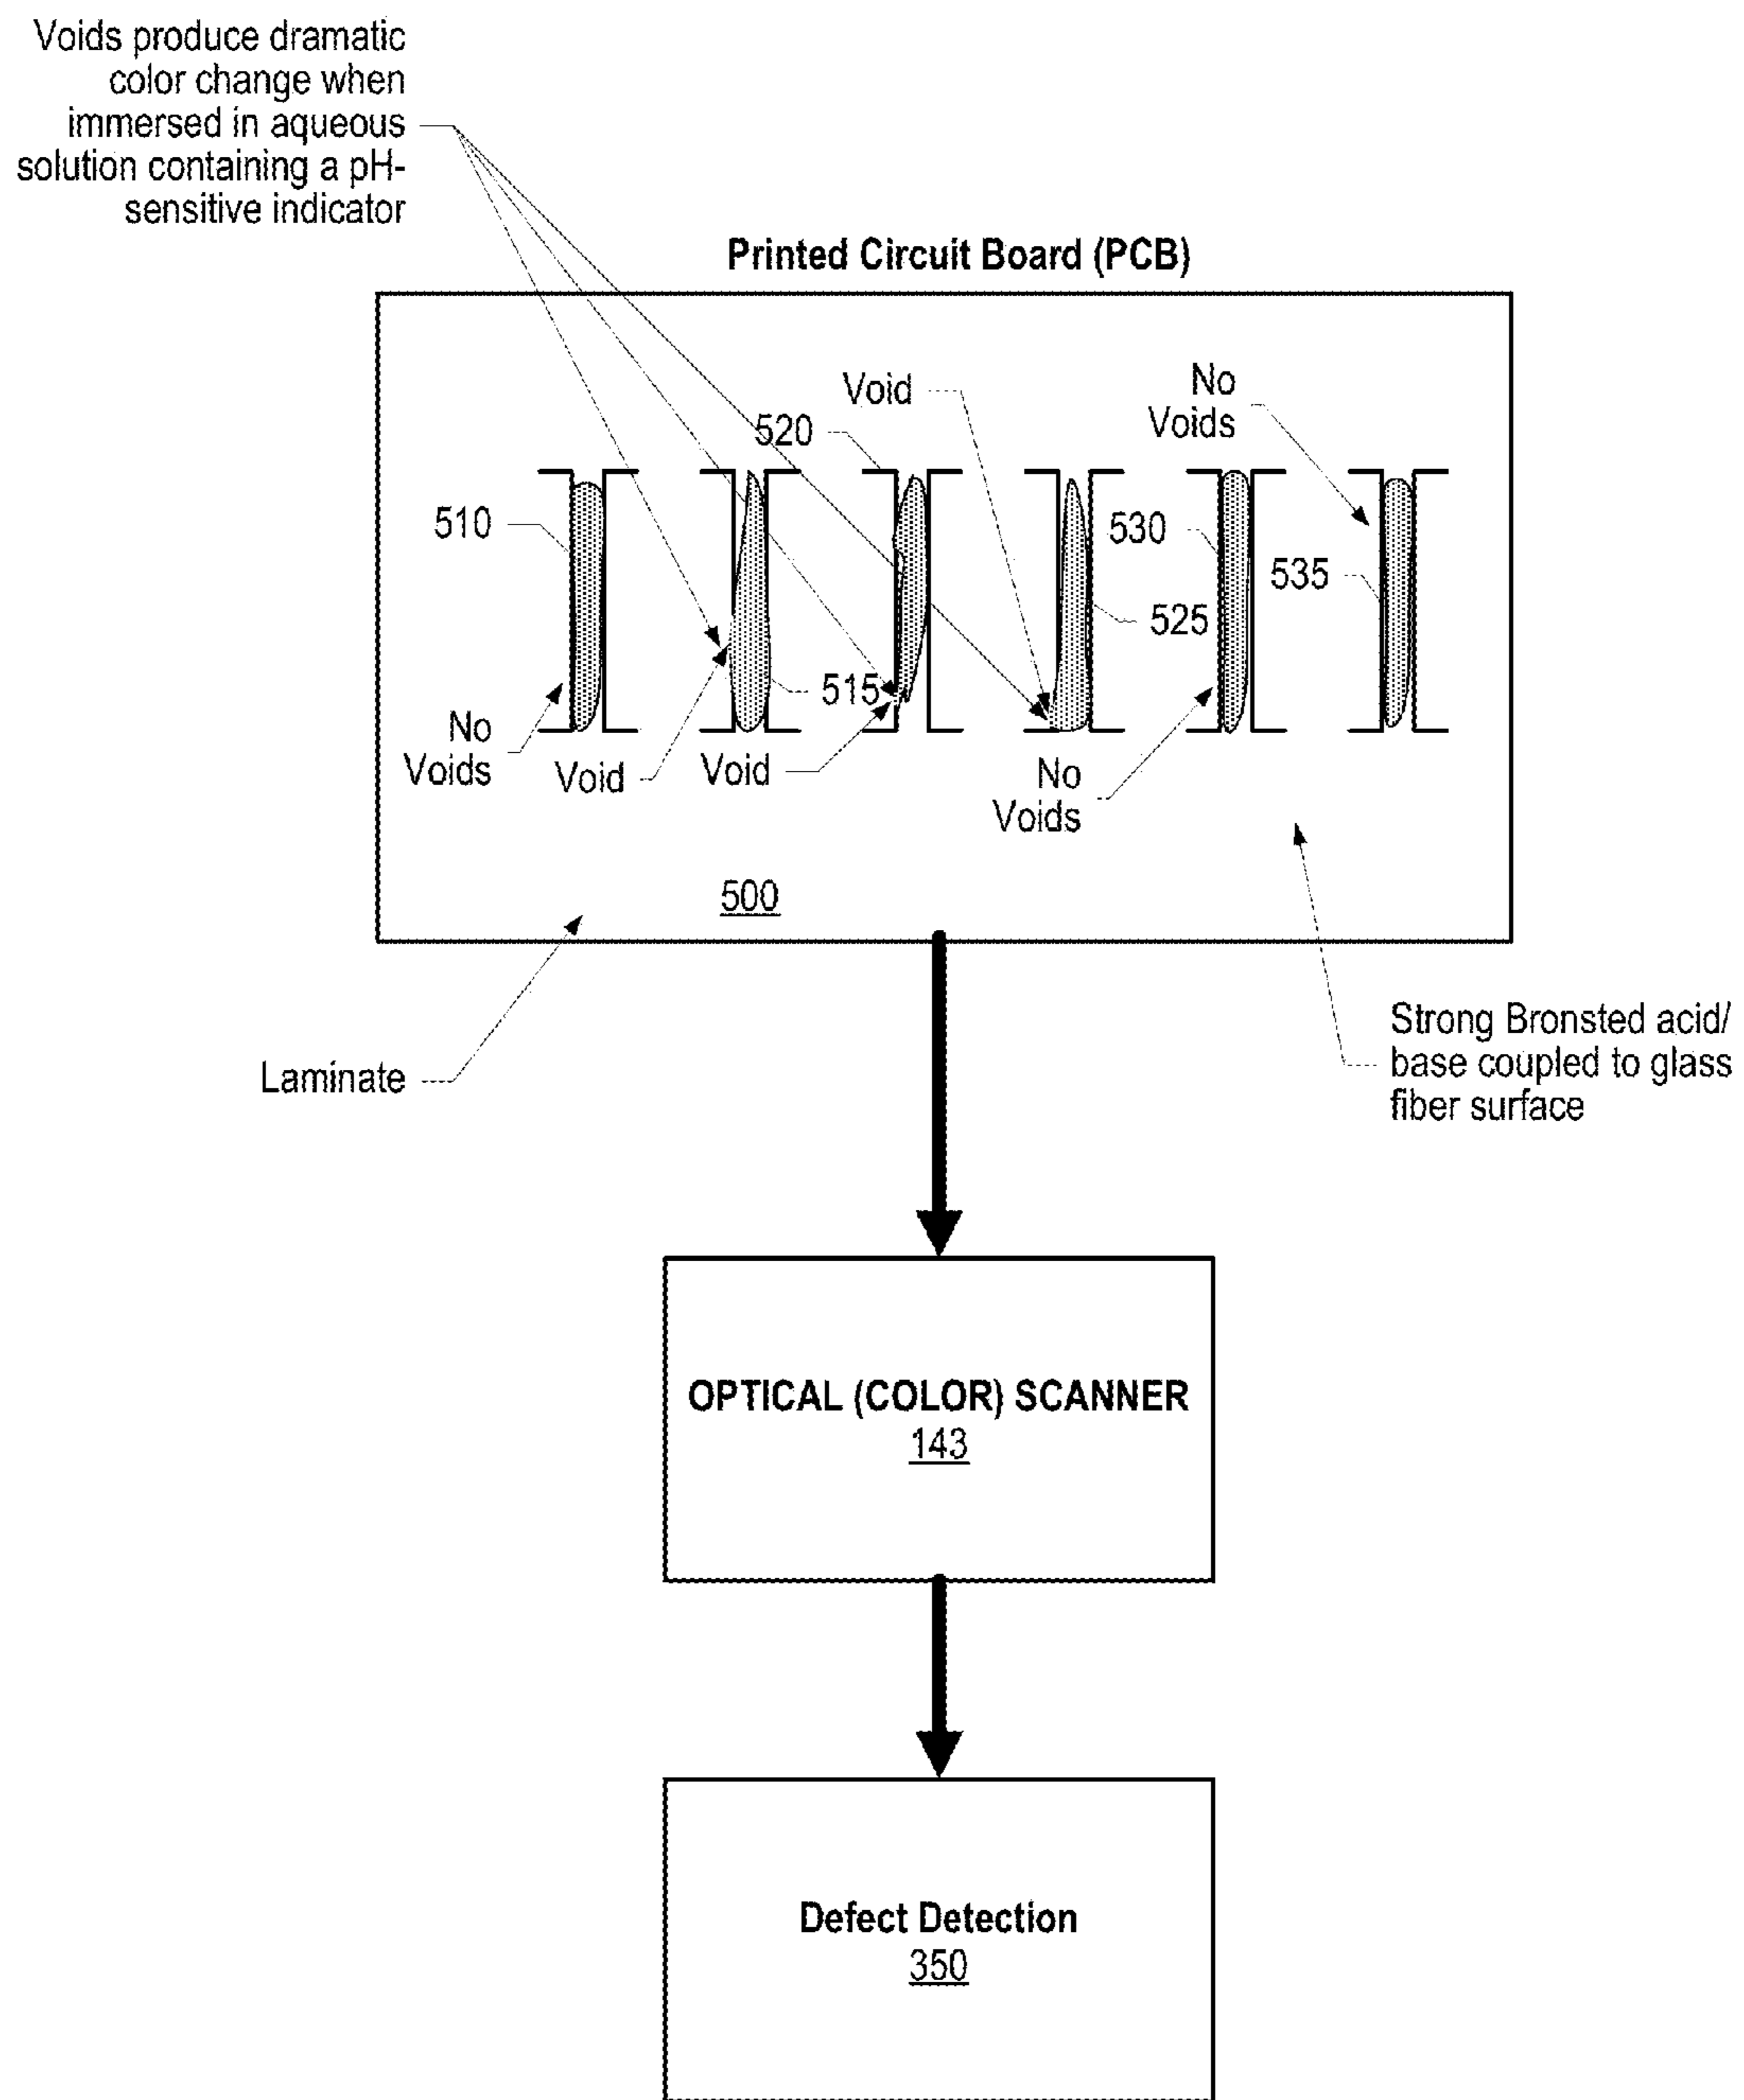 Voids produce dramatic
color change when
immersed in aqueous
solution containing a pH-
sensitive indicator
Printed Circuit Board (PCB)
Void
No
Voids
520
510
530
535
525
515
No
Voids
Void
Void
No
Voids
500
Laminate
Strong Bronsted acid/
base coupled to glass
fiber surface
OPTICAL (COLOR) SCANNER
143
Defect Detection
350